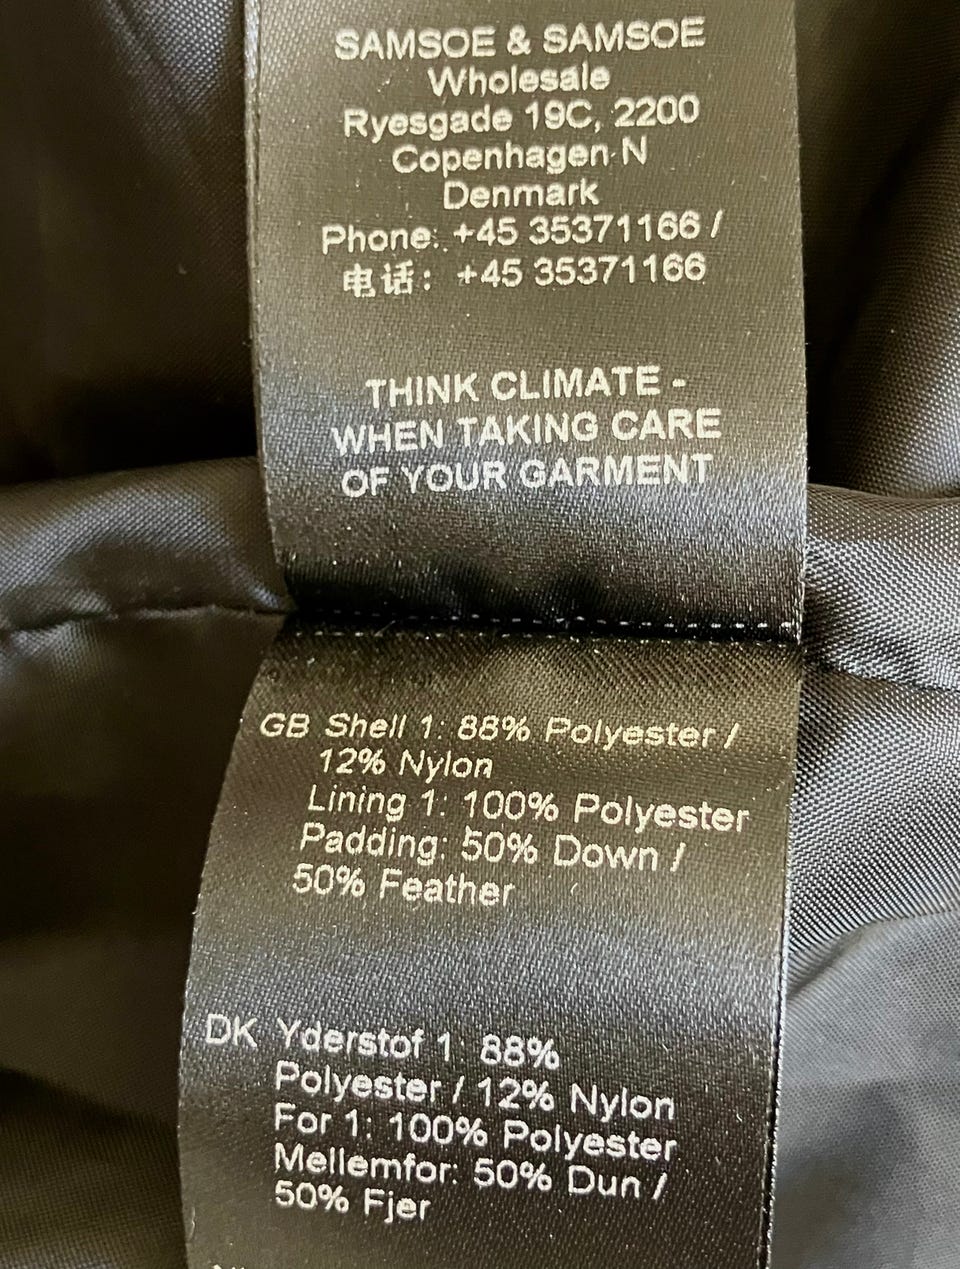 SAMSOE & SAMSOE
Wholesale
Ryesgade 19C, 2200
Copenhagen N
Denmark
Phone: +45 35371166 /
电话: +45 35371166
THINK CLIMATE -
WHEN TAKING CARE
OF YOUR GARMENT
GB Shell 1: 88% Polyester /
12% Nylon
Lining 1: 100% Polyester
Padding: 50% Down /
50% Feather
DK Yderstof 1: 88%
Polyester / 12% Nylon
For 1: 100% Polyester
Mellemfor: 50% Dun /
50% Fjer